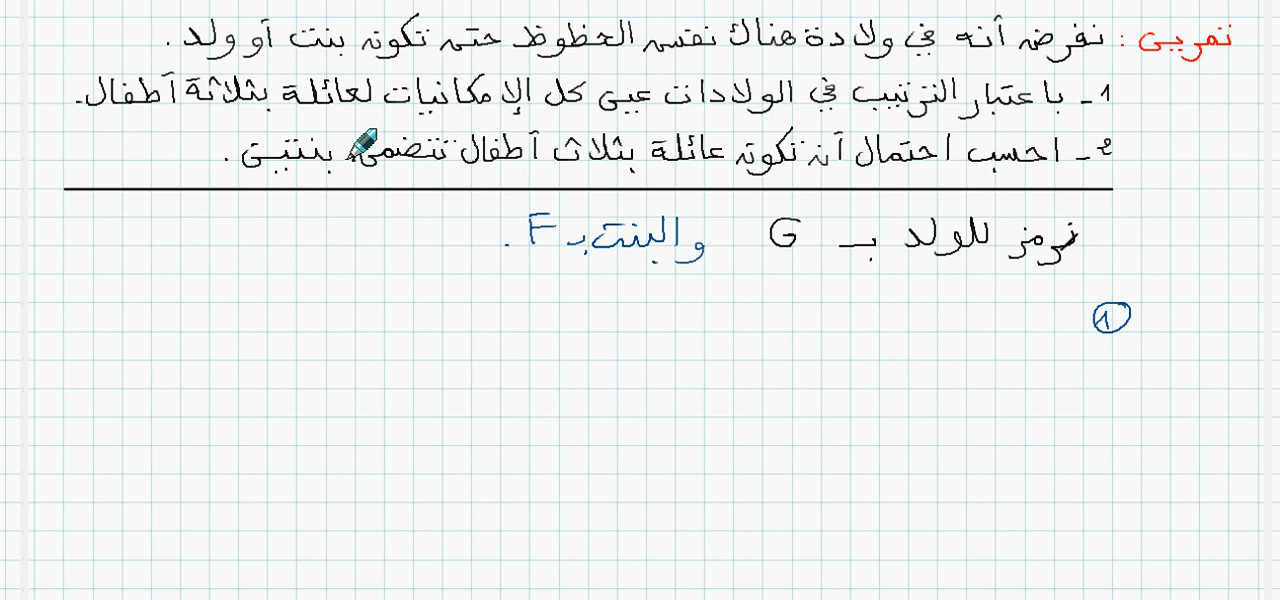 تمرين : نفرض أنه في ولادة هناك نفس الحظوظ حتى تكون بنت أو ولد .
1 - باعتبار الترتيب في الولادات عين كل الإمكانيات لعائلة بثلاثة أطفال .
2 - احسب احتمال أن تكون عائلة بثلاث أطفال تتضمن بنتين .
نرمز للولد بـ G والبنت بـ F .
1